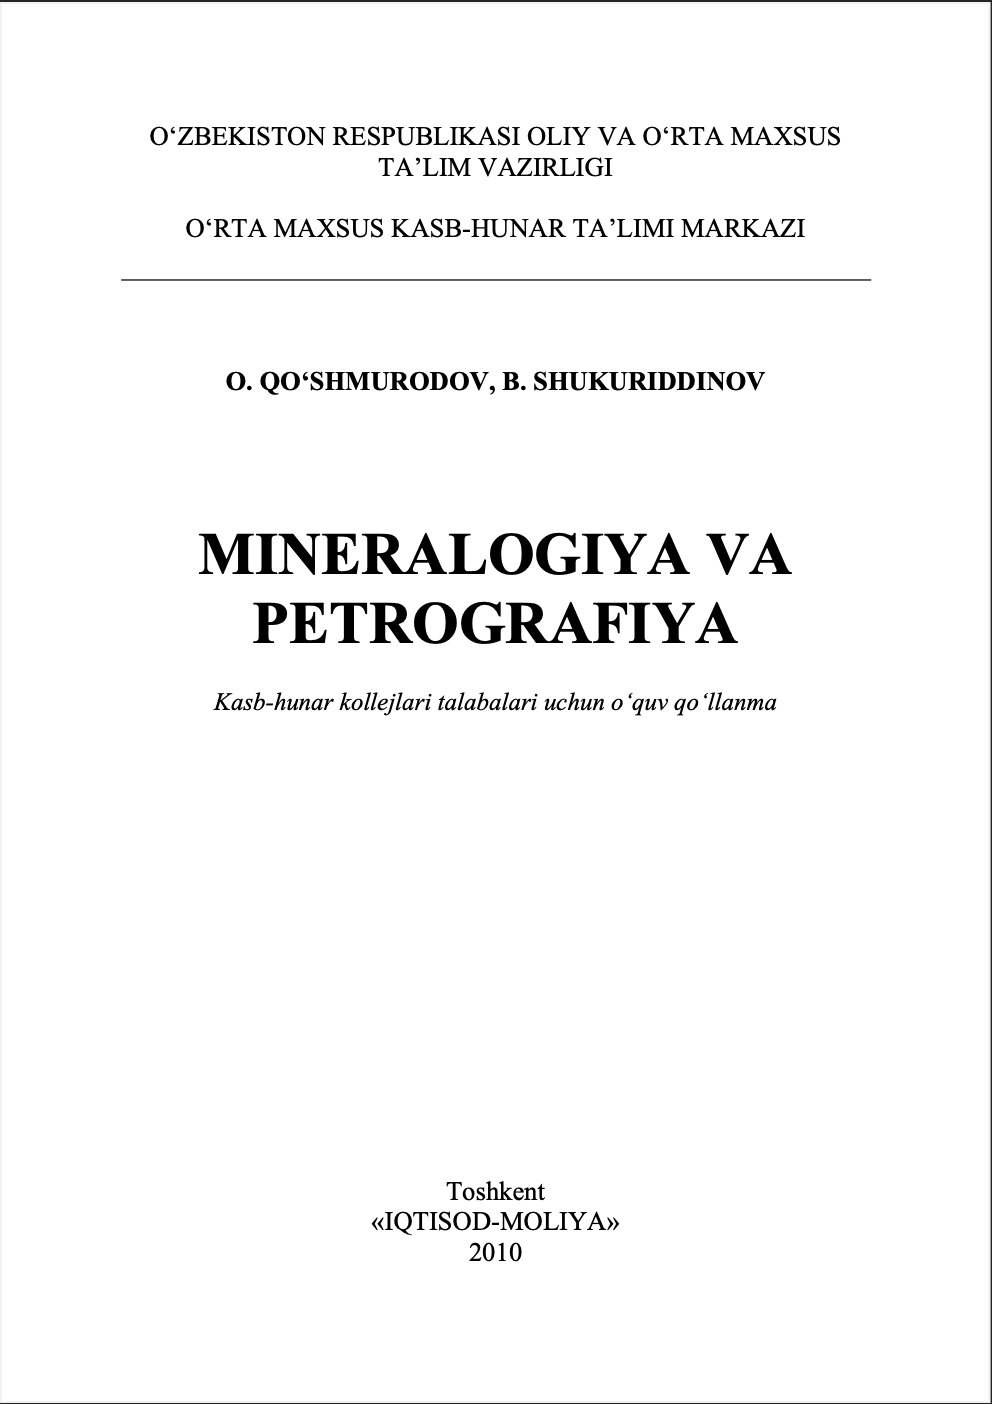 O‘ZBEKISTON RESPUBLIKASI OLIY VA O‘RTA MAXSUS
TA’LIM VAZIRLIGI
O‘RTA MAXSUS KASB-HUNAR TA’LIMI MARKAZI
O. QO‘SHMURODOV, B. SHUKURIDDINOV
MINERALOGIYA VA
PETROGRAFIYA
Kasb-hunar kollejlari talabalari uchun o‘quv qo‘llanma
Toshkent
«IQTISOD-MOLIYA»
2010